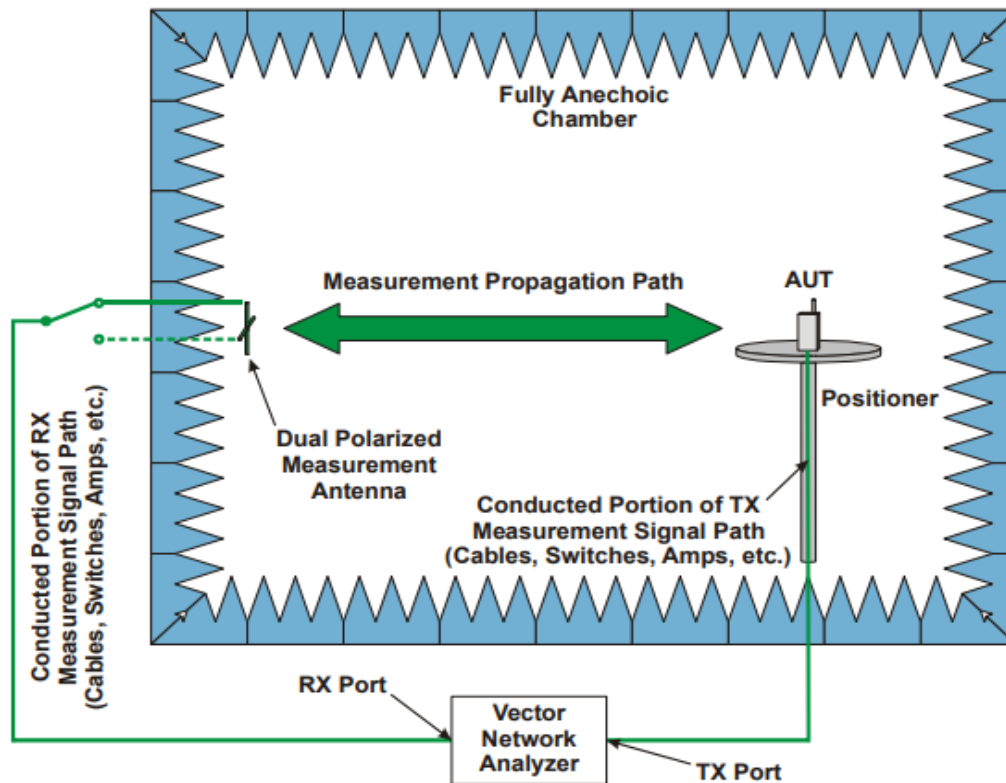 Fully Anechoic
Chamber
Measurement Propagation Path
AUT
Positioner
Dual Polarized
Measurement
Antenna
Conducted Portion of TX
Measurement Signal Path
(Cables, Switches, Amps, etc.)
Conducted Portion of RX
Measurement Signal Path
(Cables, Switches, Amps, etc.)
RX Port
Vector
Network
Analyzer
TX Port